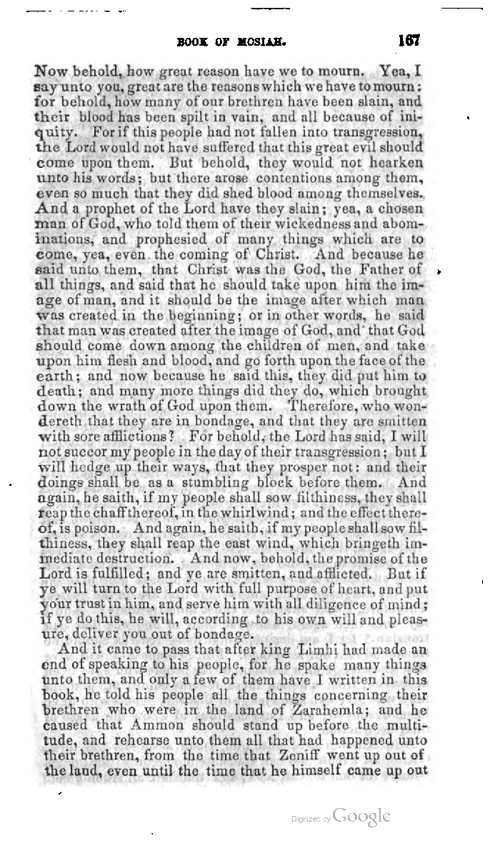 BOOK OF MOSIAH. 167
Now behold, how great reason have we to mourn. Yea, I
say unto you, great are the reasons which we have to mourn:
for behold, how many of our brethren have been slain, and
their blood has been spilt in vain, and all because of ini-
quity. For if this people had not fallen into transgression,
the Lord would not have suffered that this great evil should
come upon them. But behold, they would not hearken
unto his words; but there arose contentions among them,
even so much that they did shed blood among themselves.
And a prophet of the Lord have they slain; yea, a chosen
man of God, who told them of their wickedness and abom-
inations, and prophesied of many things which are to
come, yea, even the coming of Christ. And because he
said unto them, that Christ was the God, the Father of
all things, and said that he should take upon him the im-
age of man, and it should be the image after which man
was created in the beginning; or in other words, he said
that man was created after the image of God, and that God
should come down among the children of men, and take
upon him flesh and blood, and go forth upon the face of the
earth; and now because he said this, they did put him to
death; and many more things did they do, which brought
down the wrath of God upon them. Therefore, who won-
dereth that they are in bondage, and that they are smitten
with sore afflictions? For behold, the Lord has said, I will
not succor my people in the day of their transgression; but I
will hedge up their ways, that they prosper not: and their
doings shall be as a stumbling block before them. And
again, he saith, if my people shall sow filthiness, they shall
reap the chaff thereof, in the whirlwind; and the effect there-
of, is poison. And again, he saith, if my people shall sow fil-
thiness, they shall reap the east wind, which bringeth im-
mediate destruction. And now, behold, the promise of the
Lord is fulfilled; and ye are smitten, and afflicted. But if
ye will turn to the Lord with full purpose of heart, and put
your trust in him, and serve him with all diligence of mind;
if ye do this, he will, according to his own will and pleas-
ure, deliver you out of bondage.
And it came to pass that after king Limhi had made an
end of speaking to his people, for he spake many things
unto them, and only a few of them have I written in this
book, he told his people all the things concerning their
brethren who were in the land of Zarahemla; and he
caused that Ammon should stand up before the multi-
tude, and rehearse unto them all that had happened unto
their brethren, from the time that Zeniff went up out of
the land, even until the time that he himself came up out
Digitized by Google